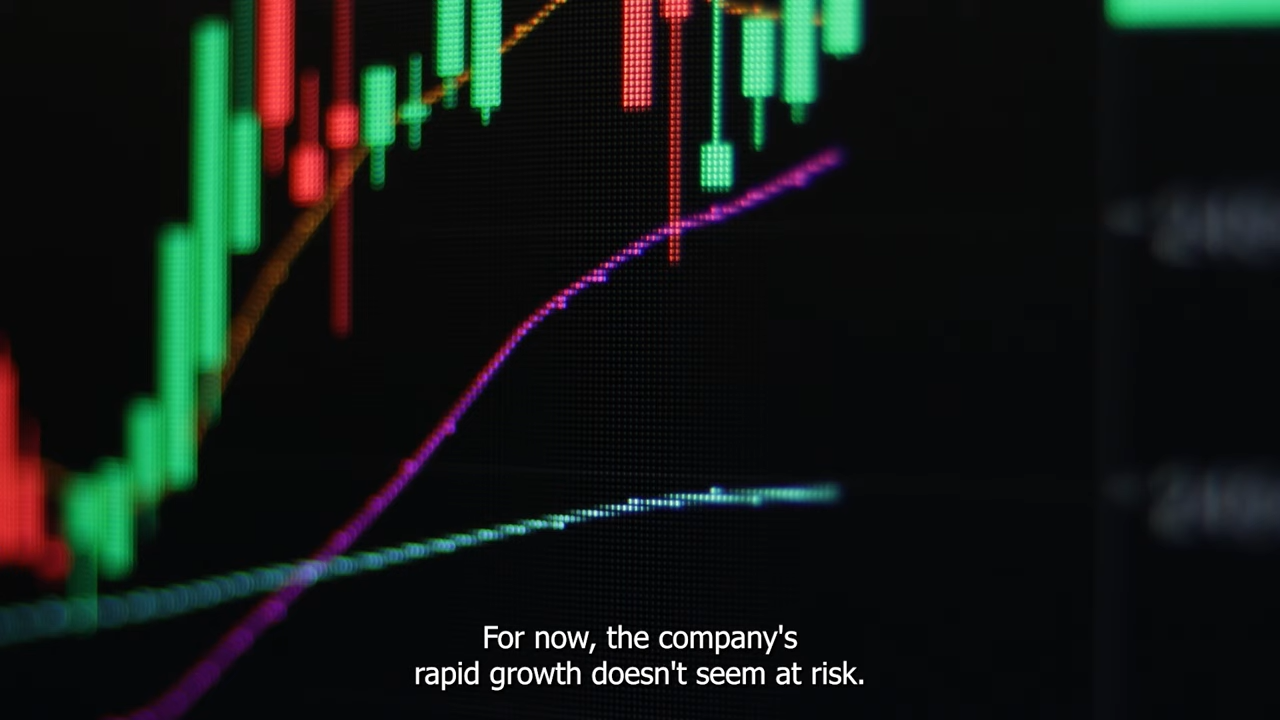 For now, the company's
rapid growth doesn't seem at risk.